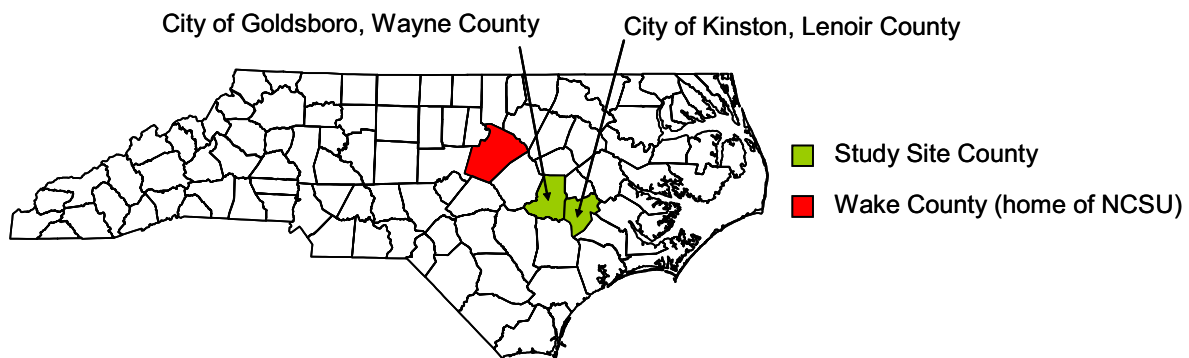 City of Goldsboro, Wayne County
City of Kinston, Lenoir County
Study Site County
Wake County (home of NCSU)